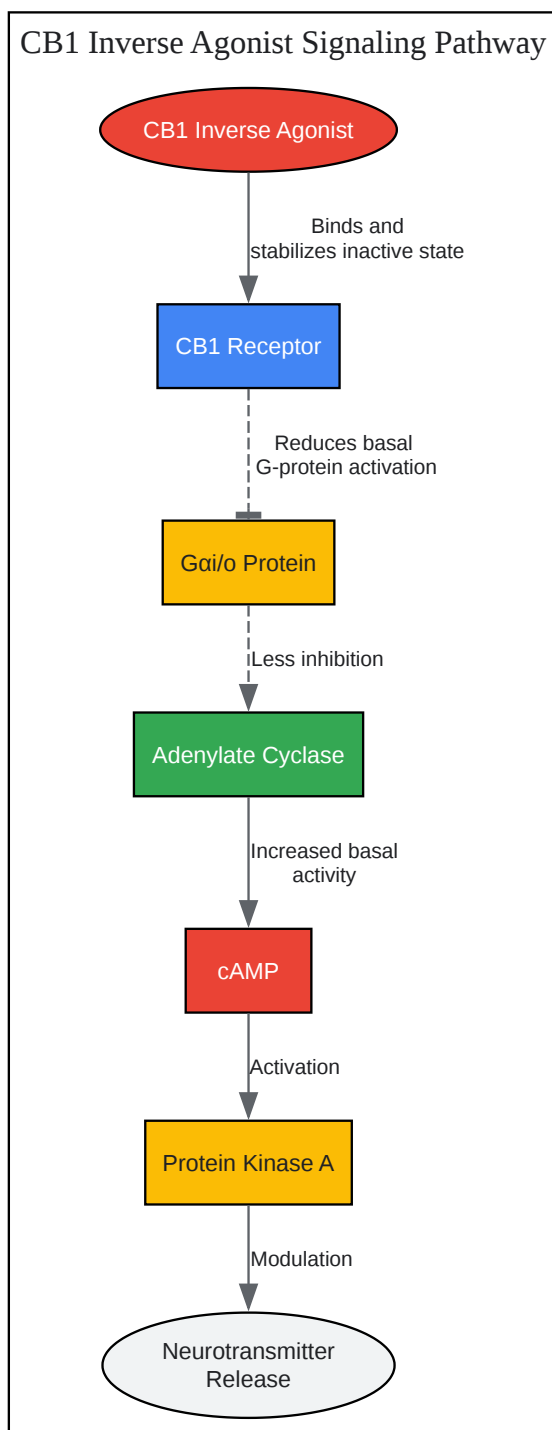 CB1 Inverse Agonist Signaling Pathway
CB1 Inverse Agonist
Binds and
stabilizes inactive state
CB1 Receptor
Reduces basal
G-protein activation
Gαi/o Protein
Less inhibition
Adenylate Cyclase
Increased basal
activity
cAMP
Activation
Protein Kinase A
Modulation
Neurotransmitter
Release